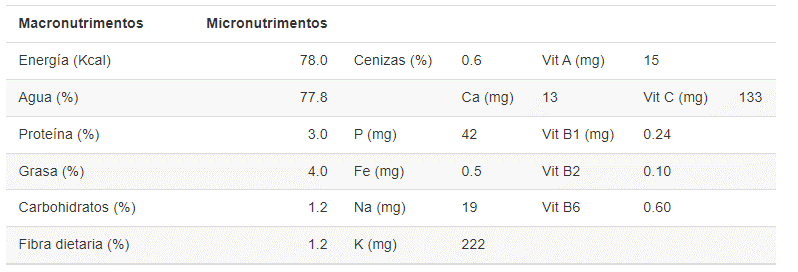 Macronutrimentos Micronutrimentos
Energía (Kcal) 78.0 Cenizas (%) 0.6 Vit A (mg) 15
Agua (%) 77.8 Ca (mg) 13 Vit C (mg) 133
Proteína (%) 3.0 P (mg) 42 Vit B1 (mg) 0.24
Grasa (%) 4.0 Fe (mg) 0.5 Vit B2 0.10
Carbohidratos (%) 1.2 Na (mg) 19 Vit B6 0.60
Fibra dietaria (%) 1.2 K (mg) 222